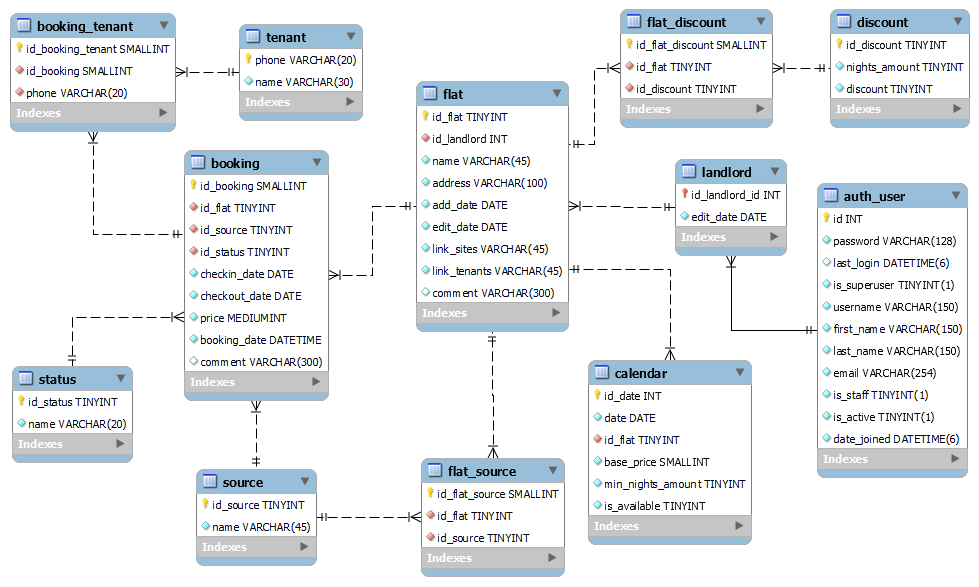 booking_tenant
id_booking_tenant SMALLINT
id_booking SMALLINT
phone VARCHAR(20)
Indexes
tenant
phone VARCHAR(20)
name VARCHAR(30)
Indexes
flat_discount
id_flat_discount SMALLINT
id_flat TINYINT
id_discount TINYINT
Indexes
discount
id_discount TINYINT
nights_amount TINYINT
discount TINYINT
Indexes
flat
id_flat TINYINT
id_landlord INT
name VARCHAR(45)
address VARCHAR(100)
add_date DATE
edit_date DATE
link_sites VARCHAR(45)
link_tenants VARCHAR(45)
comment VARCHAR(300)
Indexes
booking
id_booking SMALLINT
id_flat TINYINT
id_source TINYINT
id_status TINYINT
checkin_date DATE
checkout_date DATE
price MEDIUMINT
booking_date DATETIME
comment VARCHAR(300)
Indexes
landlord
id_landlord_id INT
edit_date DATE
Indexes
auth_user
id INT
password VARCHAR(128)
last_login DATETIME(6)
is_superuser TINYINT(1)
username VARCHAR(150)
first_name VARCHAR(150)
last_name VARCHAR(150)
email VARCHAR(254)
is_staff TINYINT(1)
is_active TINYINT(1)
date_joined DATETIME(6)
Indexes
status
id_status TINYINT
name VARCHAR(20)
Indexes
calendar
id_date INT
date DATE
id_flat TINYINT
base_price SMALLINT
min_nights_amount TINYINT
is_available TINYINT
Indexes
source
id_source TINYINT
name VARCHAR(45)
Indexes
flat_source
id_flat_source SMALLINT
id_flat TINYINT
id_source TINYINT
Indexes